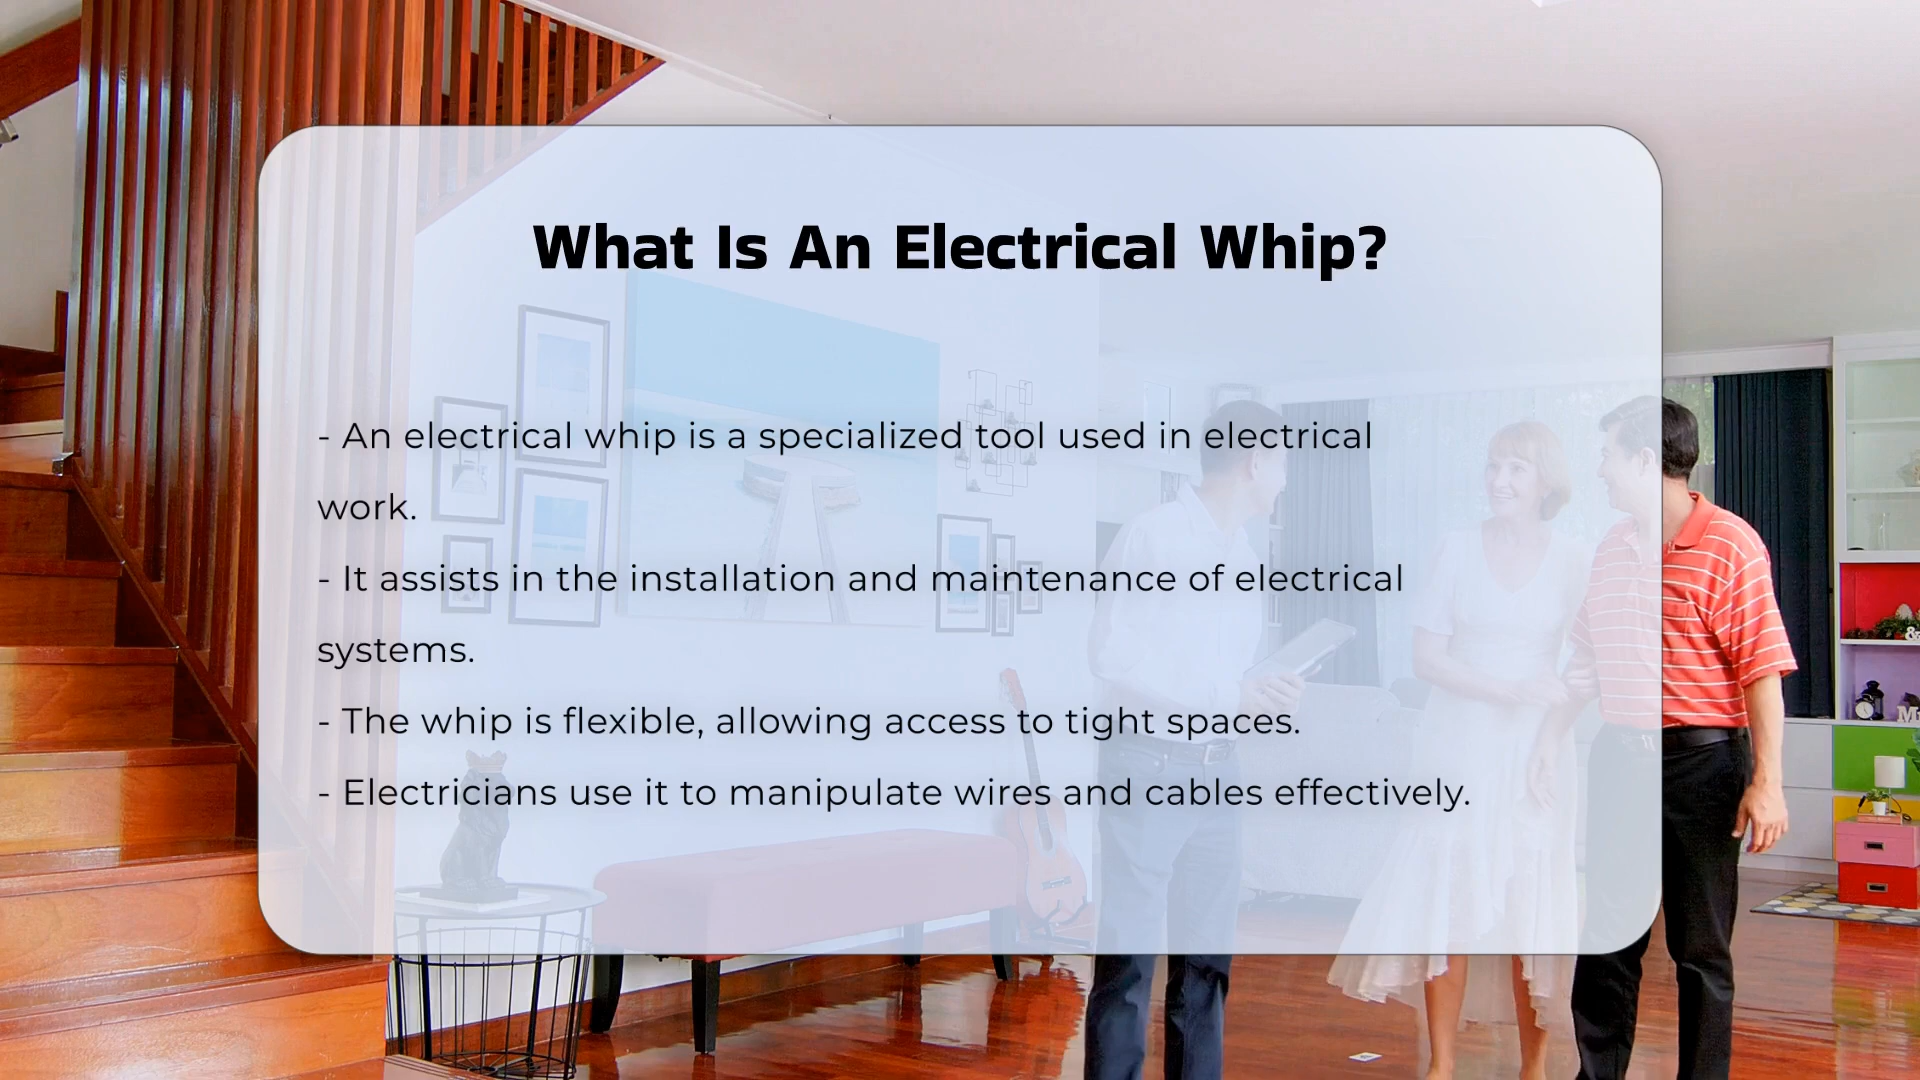 What Is An Electrical Whip?
- An electrical whip is a specialized tool used in electrical
work.
- It assists in the installation and maintenance of electrical
systems.
- The whip is flexible, allowing access to tight spaces.
- Electricians use it to manipulate wires and cables effectively.
&
M